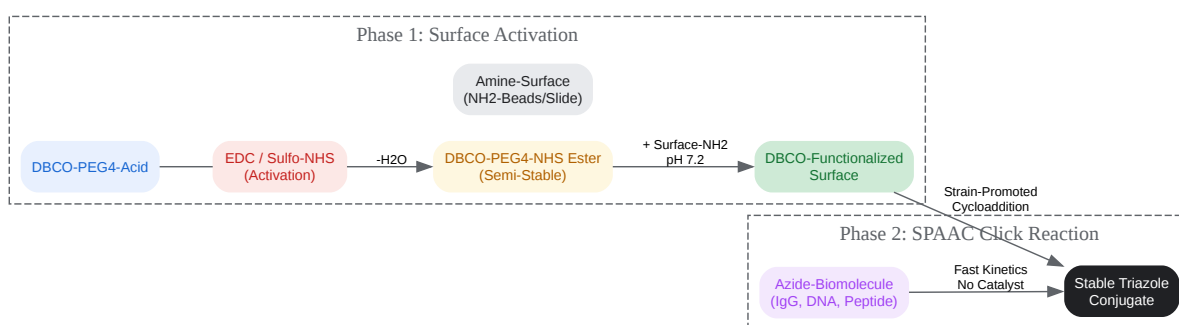 Phase 1: Surface Activation
Amine-Surface
(NH2-Beads/Slide)
DBCO-PEG4-Acid
EDC / Sulfo-NHS
(Activation)
-H2O
DBCO-PEG4-NHS Ester
(Semi-Stable)
+ Surface-NH2
pH 7.2
DBCO-Functionalized
Surface
Strain-Promoted
Cycloaddition
Phase 2: SPAAC Click Reaction
Azide-Biomolecule
(IgG, DNA, Peptide)
Fast Kinetics
No Catalyst
Stable Triazole
Conjugate